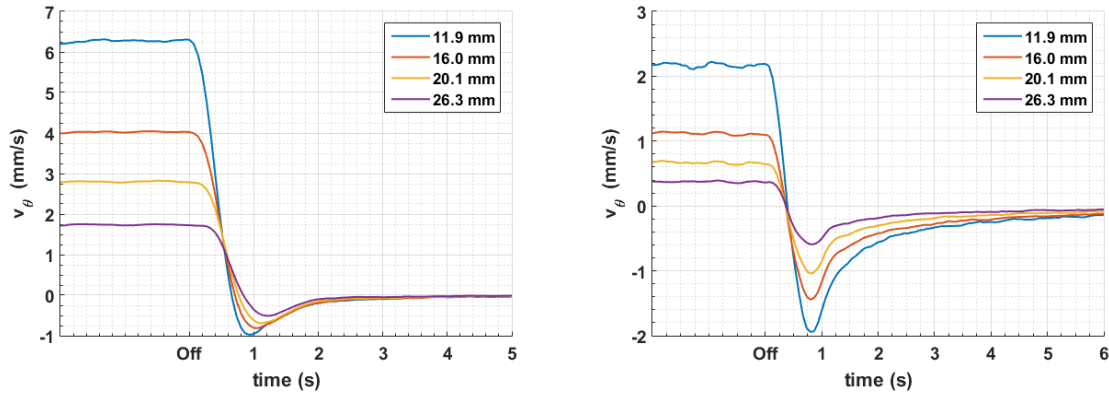 7
6
5
4
3
2
1
0
-1
v θ (mm/s)
11.9 mm
16.0 mm
20.1 mm
26.3 mm
Off 1 2 3 4 5
time (s)
3
2
1
0
-1
-2
v θ (mm/s)
11.9 mm
16.0 mm
20.1 mm
26.3 mm
Off 1 2 3 4 5 6
time (s)